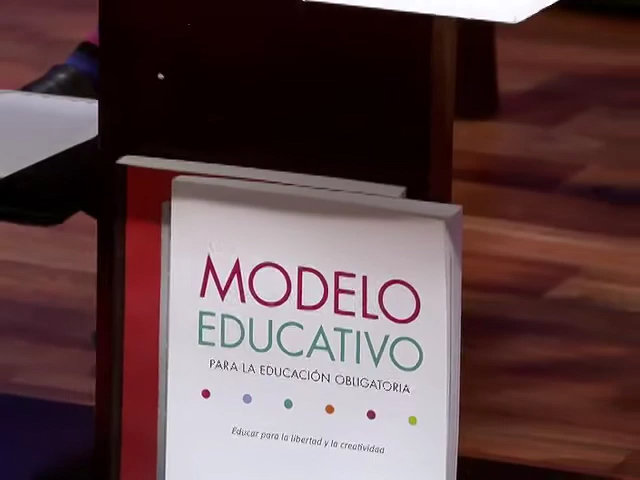 MODELO
EDUCATIVO
PARA LA EDUCACIÓN OBLIGATORIA
Educar para la libertad y la creatividad